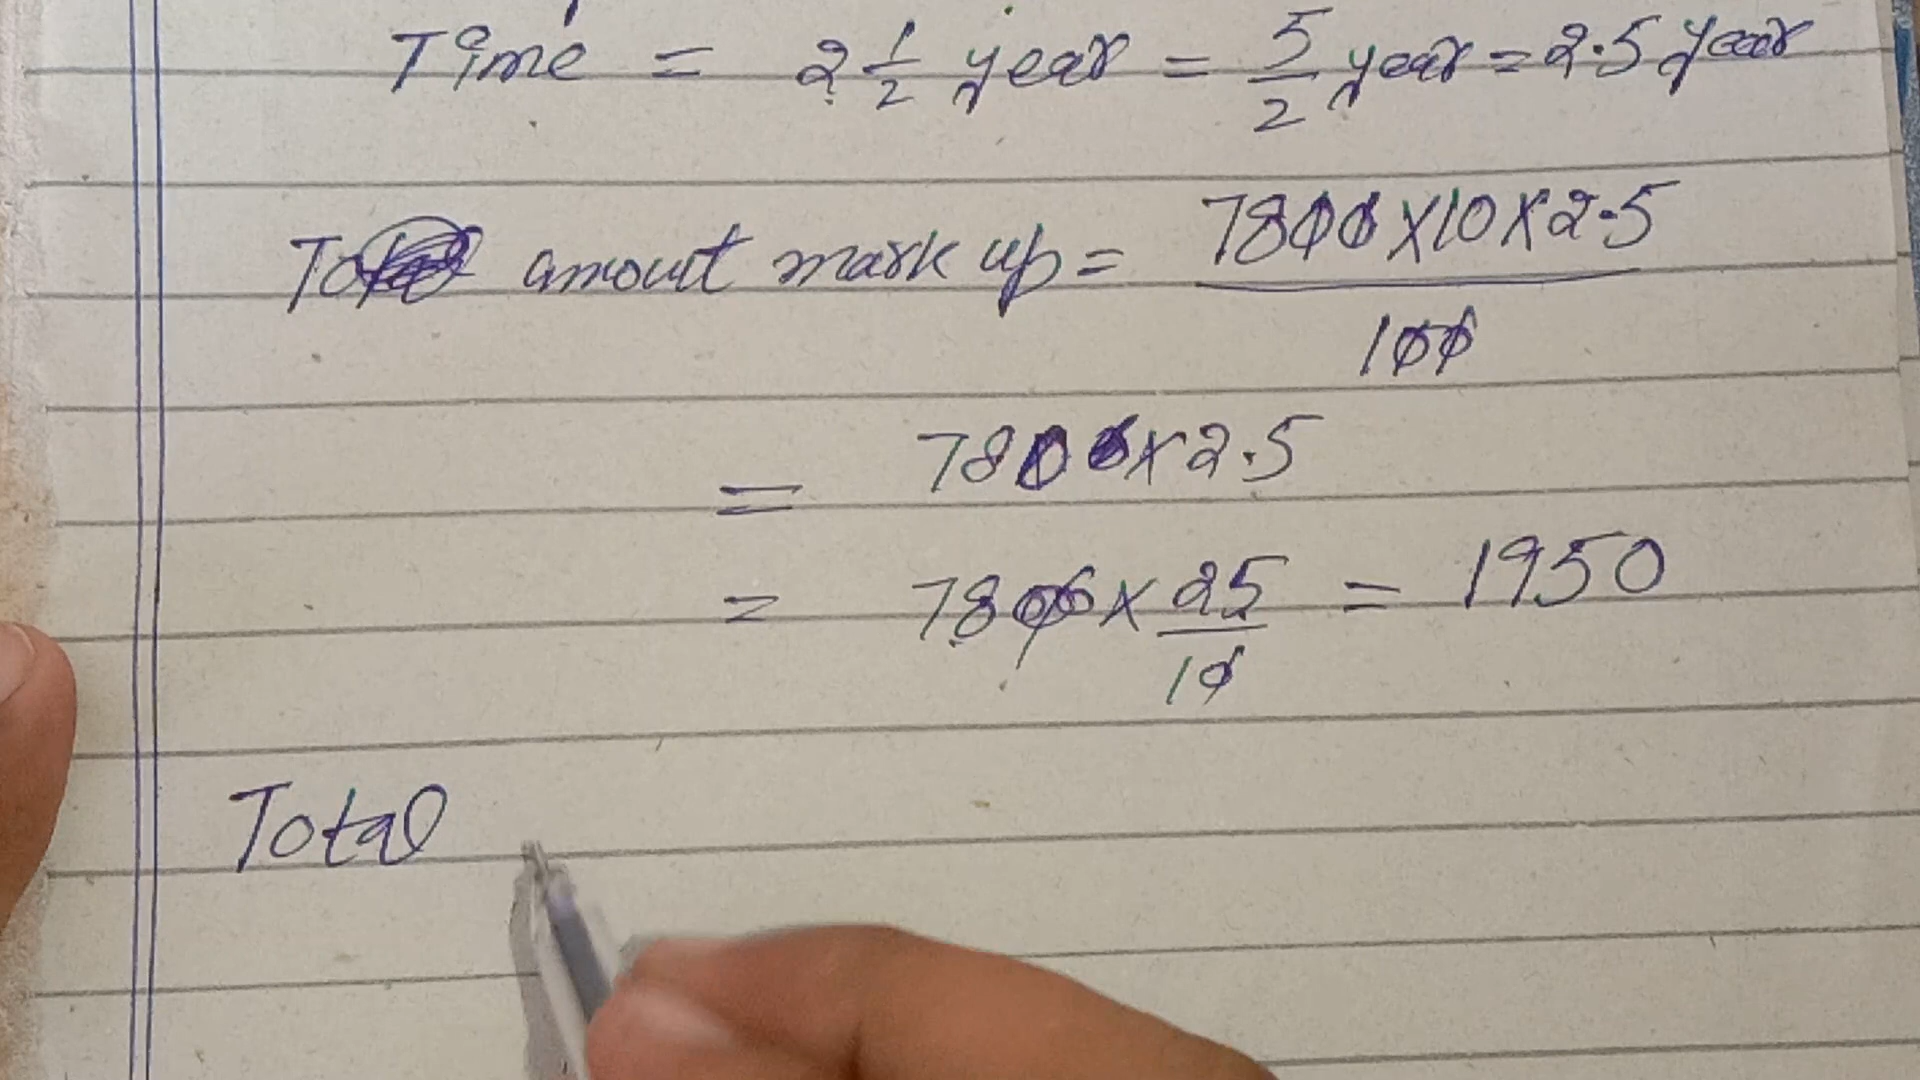 Time = 2 1/2 year = 5/2 year = 2.5 year
amount mark up = 7800 x 10 x 2.5 / 100
= 7800 x 2.5
= 7800 x 25/10 = 1950
Total